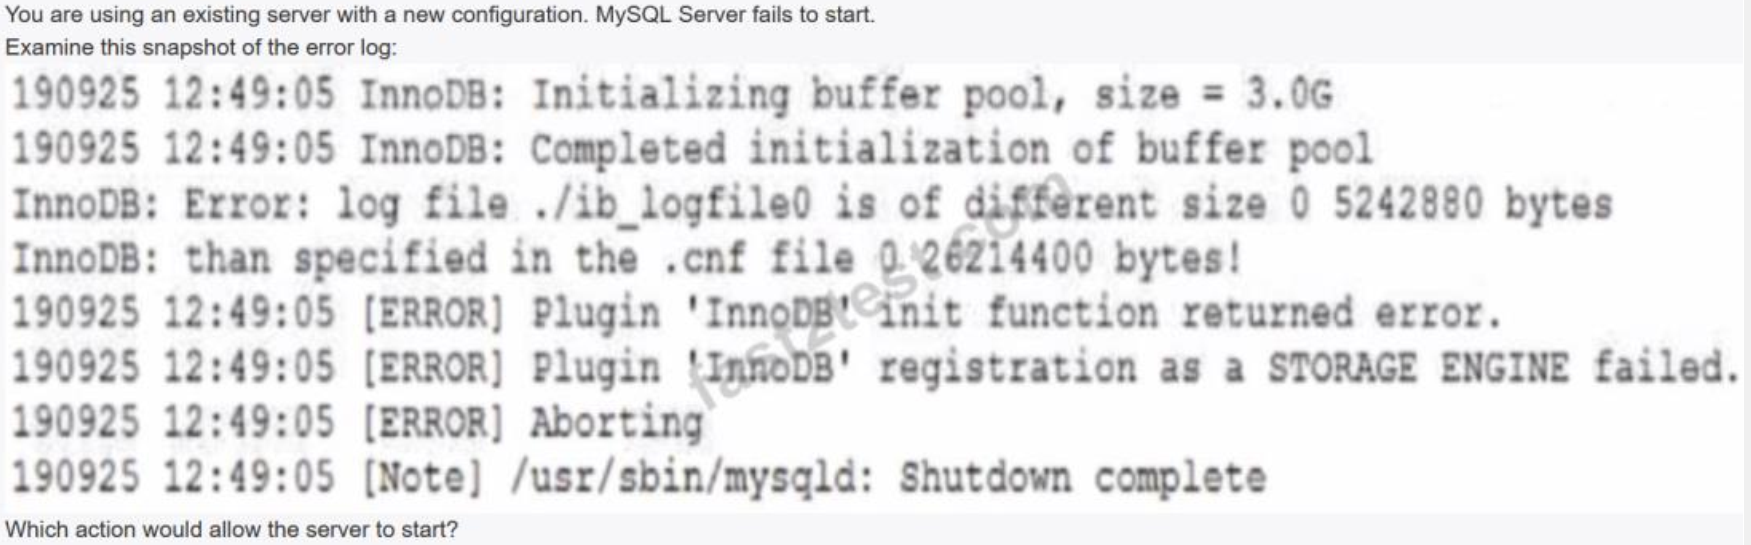 You are using an existing server with a new configuration. MySQL Server fails to start.
Examine this snapshot of the error log:
190925 12:49:05 InnoDB: Initializing buffer pool, size = 3.0G
190925 12:49:05 InnoDB: Completed initialization of buffer pool
InnoDB: Error: log file ./ib_logfile0 is of different size 0 5242880 bytes
InnoDB: than specified in the .cnf file 0 26214400 bytes!
190925 12:49:05 [ERROR] Plugin 'InnoDB' init function returned error.
190925 12:49:05 [ERROR] Plugin 'InnoDB' registration as a STORAGE ENGINE failed.
190925 12:49:05 [ERROR] Aborting
190925 12:49:05 [Note] /usr/sbin/mysqld: Shutdown complete
fast2test.com
Which action would allow the server to start?